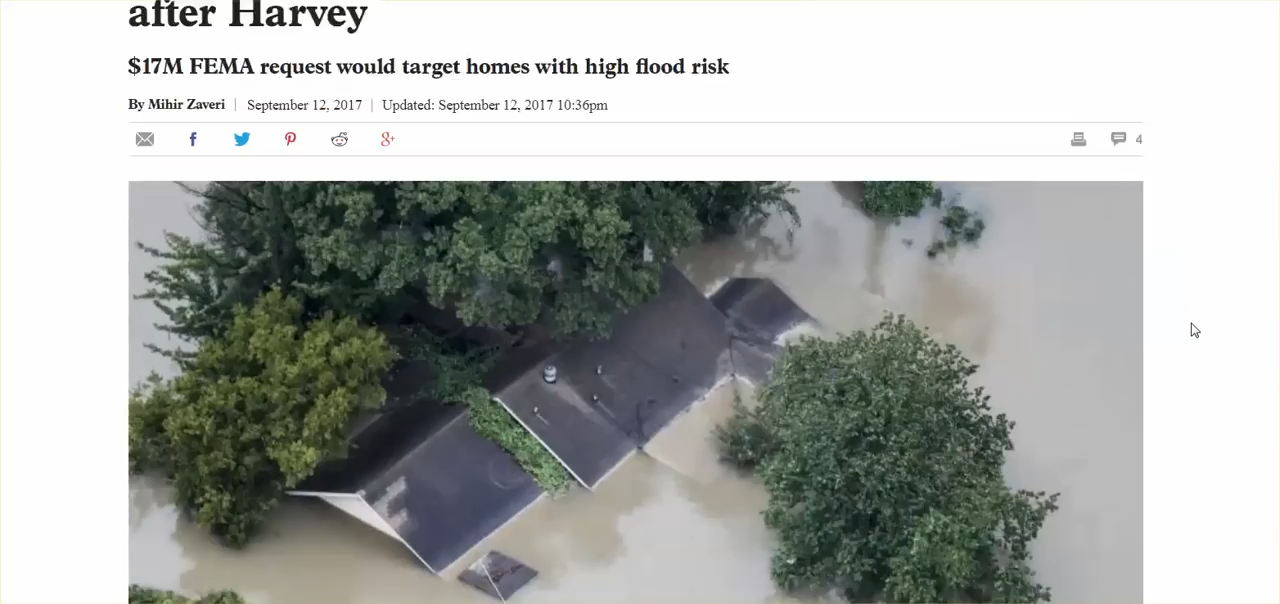 after Harvey
$17M FEMA request would target homes with high flood risk
By Mihir Zaveri | September 12, 2017 | Updated: September 12, 2017 10:36pm
4